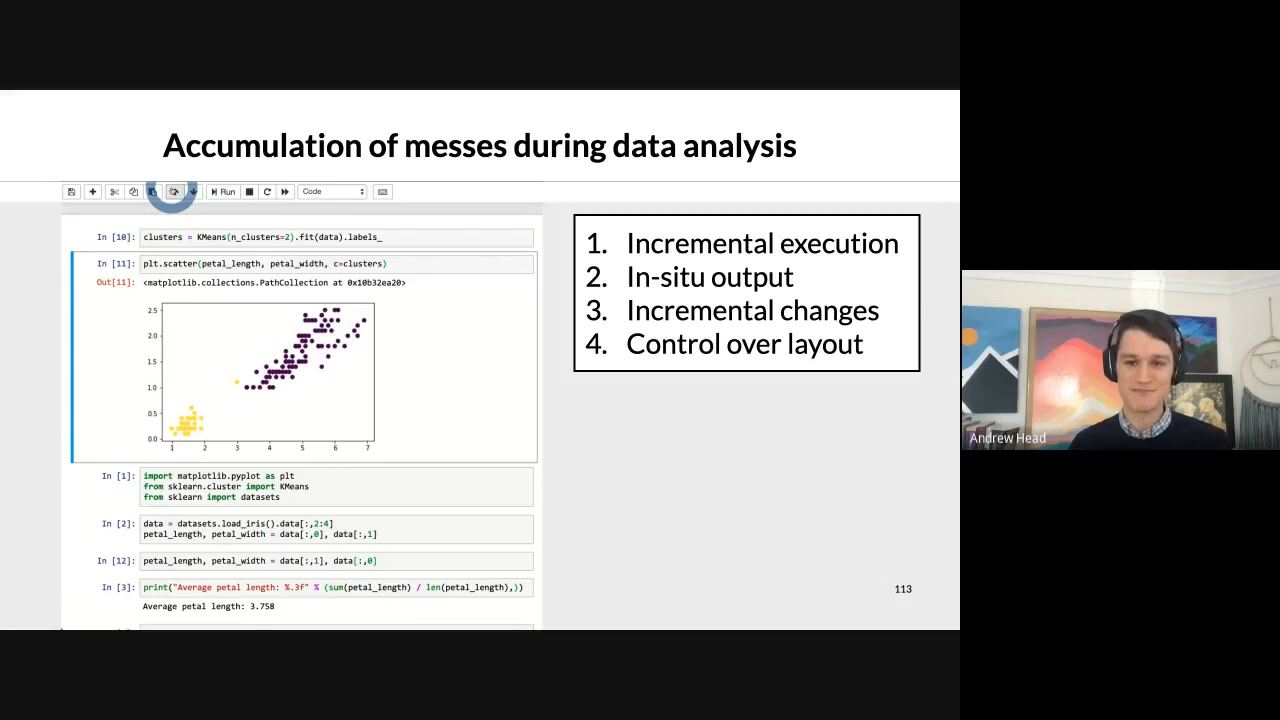 Accumulation of messes during data analysis
Run
Code
In [10]: clusters = KMeans(n_clusters=2).fit(data).labels_
In [11]: plt.scatter(petal_length, petal_width, c=clusters)
Out[11]: <matplotlib.collections.PathCollection at 0x10b32ea20>
2.5
2.0
1.5
1.0
0.5
0.0
1 2 3 4 5 6 7
In [1]: import matplotlib.pyplot as plt
from sklearn.cluster import KMeans
from sklearn import datasets
In [2]: data = datasets.load_iris().data[:,2:4]
petal_length, petal_width = data[:,0], data[:,1]
In [12]: petal_length, petal_width = data[:,1], data[:,0]
In [3]: print("Average petal length: %.3f" % (sum(petal_length) / len(petal_length),))
Average petal length: 3.758
1. Incremental execution
2. In-situ output
3. Incremental changes
4. Control over layout
113
Andrew Head